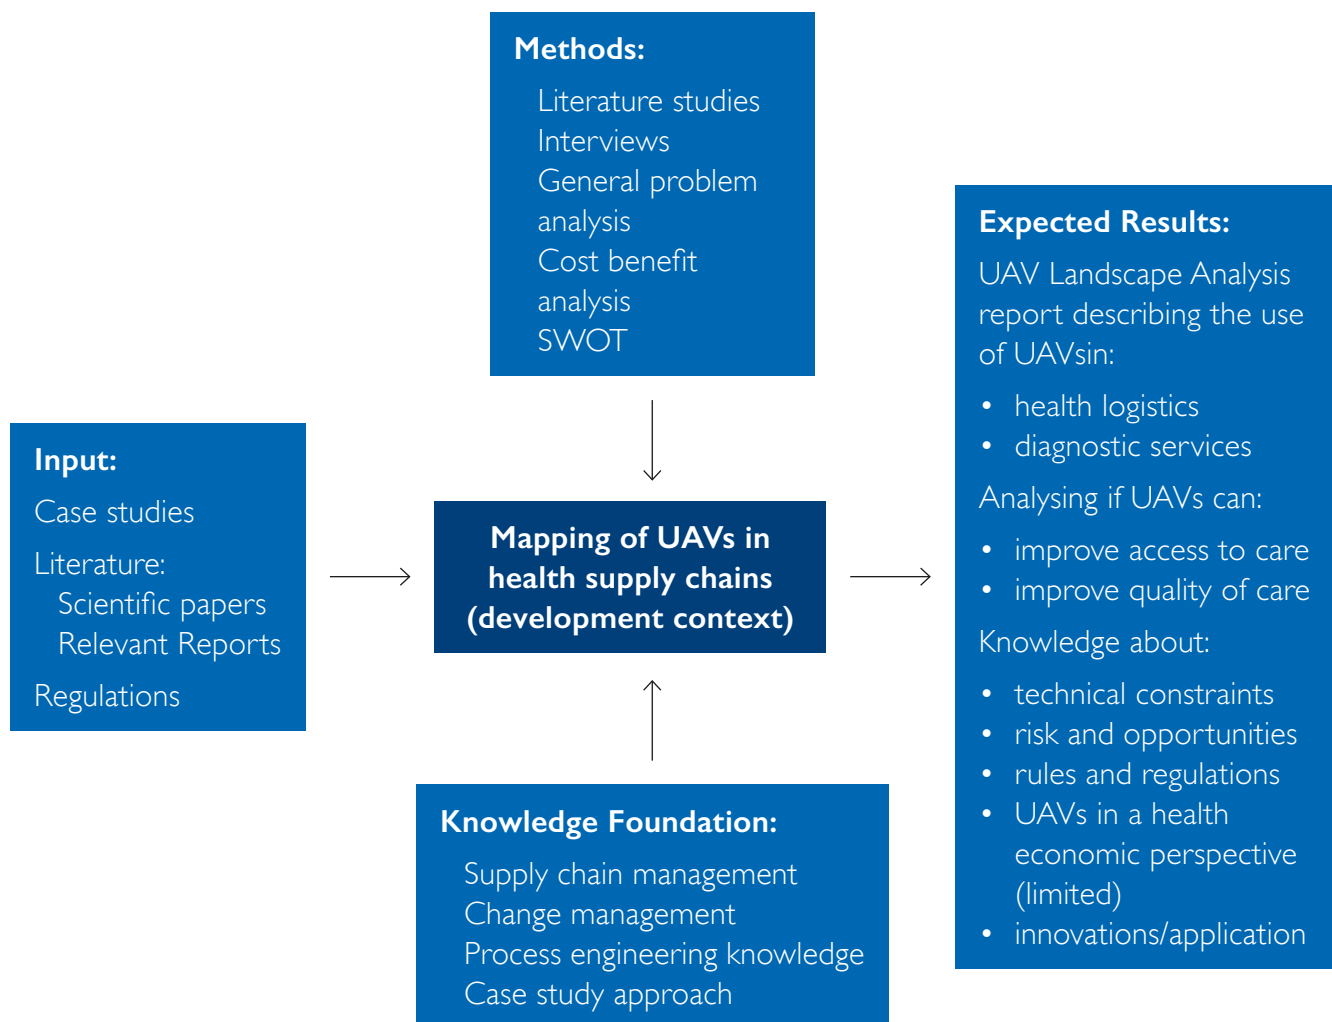 Methods:
Literature studies
Interviews
General problem
analysis
Cost benefit
analysis
SWOT
Input:
Case studies
Literature:
Scientific papers
Relevant Reports
Regulations
Mapping of UAVs in
health supply chains
(development context)
Knowledge Foundation:
Supply chain management
Change management
Process engineering knowledge
Case study approach
Expected Results:
UAV Landscape Analysis
report describing the use
of UAVsin:
• health logistics
• diagnostic services
Analysing if UAVs can:
• improve access to care
• improve quality of care
Knowledge about:
• technical constraints
• risk and opportunities
• rules and regulations
• UAVs in a health
economic perspective
(limited)
• innovations/application